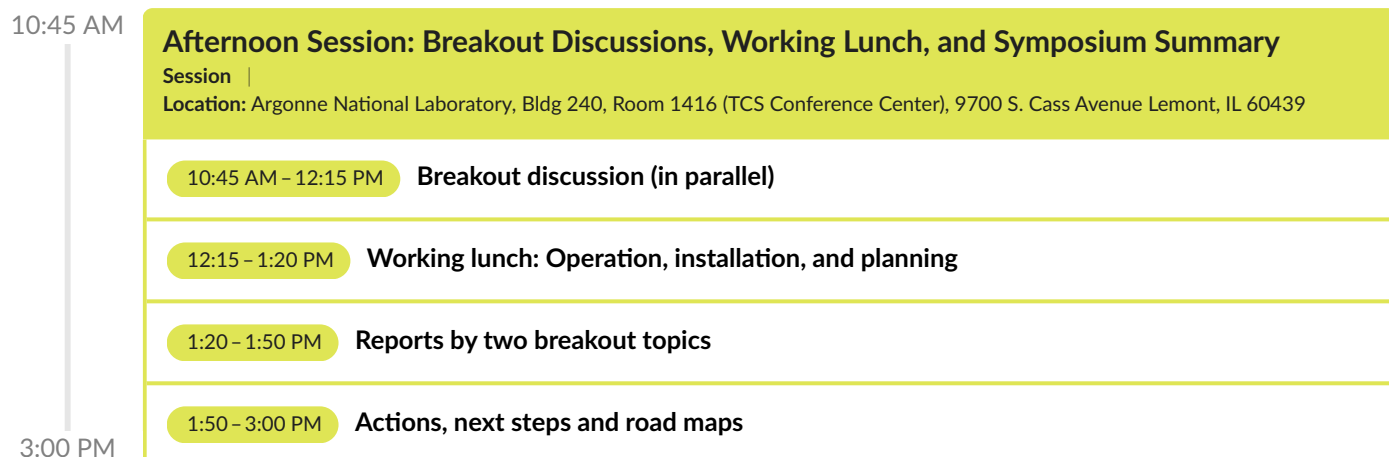 10:45 AM
Afternoon Session: Breakout Discussions, Working Lunch, and Symposium Summary
Session |
Location: Argonne National Laboratory, Bldg 240, Room 1416 (TCS Conference Center), 9700 S. Cass Avenue Lemont, IL 60439
10:45 AM – 12:15 PM Breakout discussion (in parallel)
12:15 – 1:20 PM Working lunch: Operation, installation, and planning
1:20 – 1:50 PM Reports by two breakout topics
1:50 – 3:00 PM Actions, next steps and road maps
3:00 PM